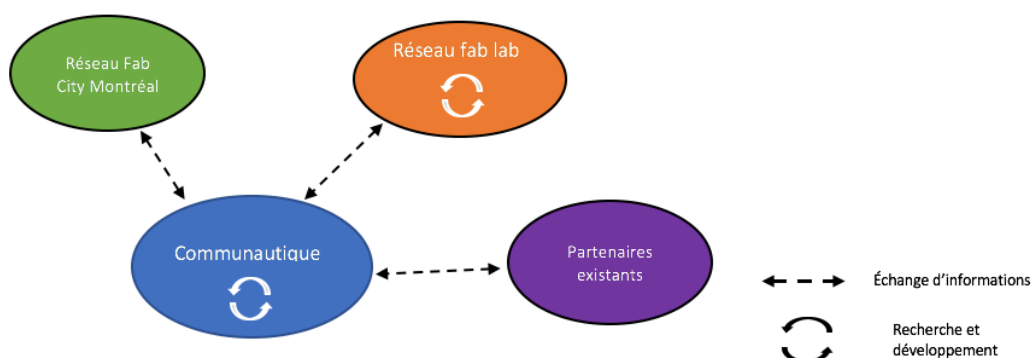 Réseau Fab
City Montréal
Réseau fab lab
Communautique
Partenaires
existants
Échange d'informations
Recherche et
développement